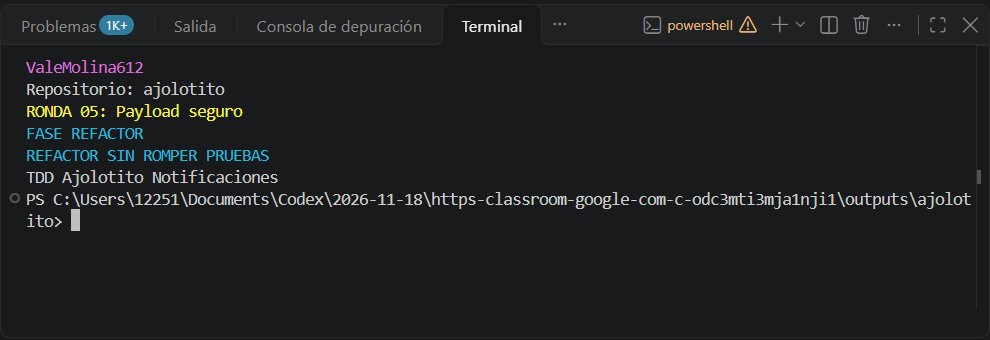 Problemas 1K+ Salida Consola de depuración Terminal ··· powershell ···
ValeMolina612
Repositorio: ajolotito
RONDA 05: Payload seguro
FASE REFACTOR
REFACTOR SIN ROMPER PRUEBAS
TDD Ajolotito Notificaciones
PS C:\Users\12251\Documents\Codex\2026-11-18\https-classroom-google-com-c-odc3mti3mja1nji1\outputs\ajolot
ito>